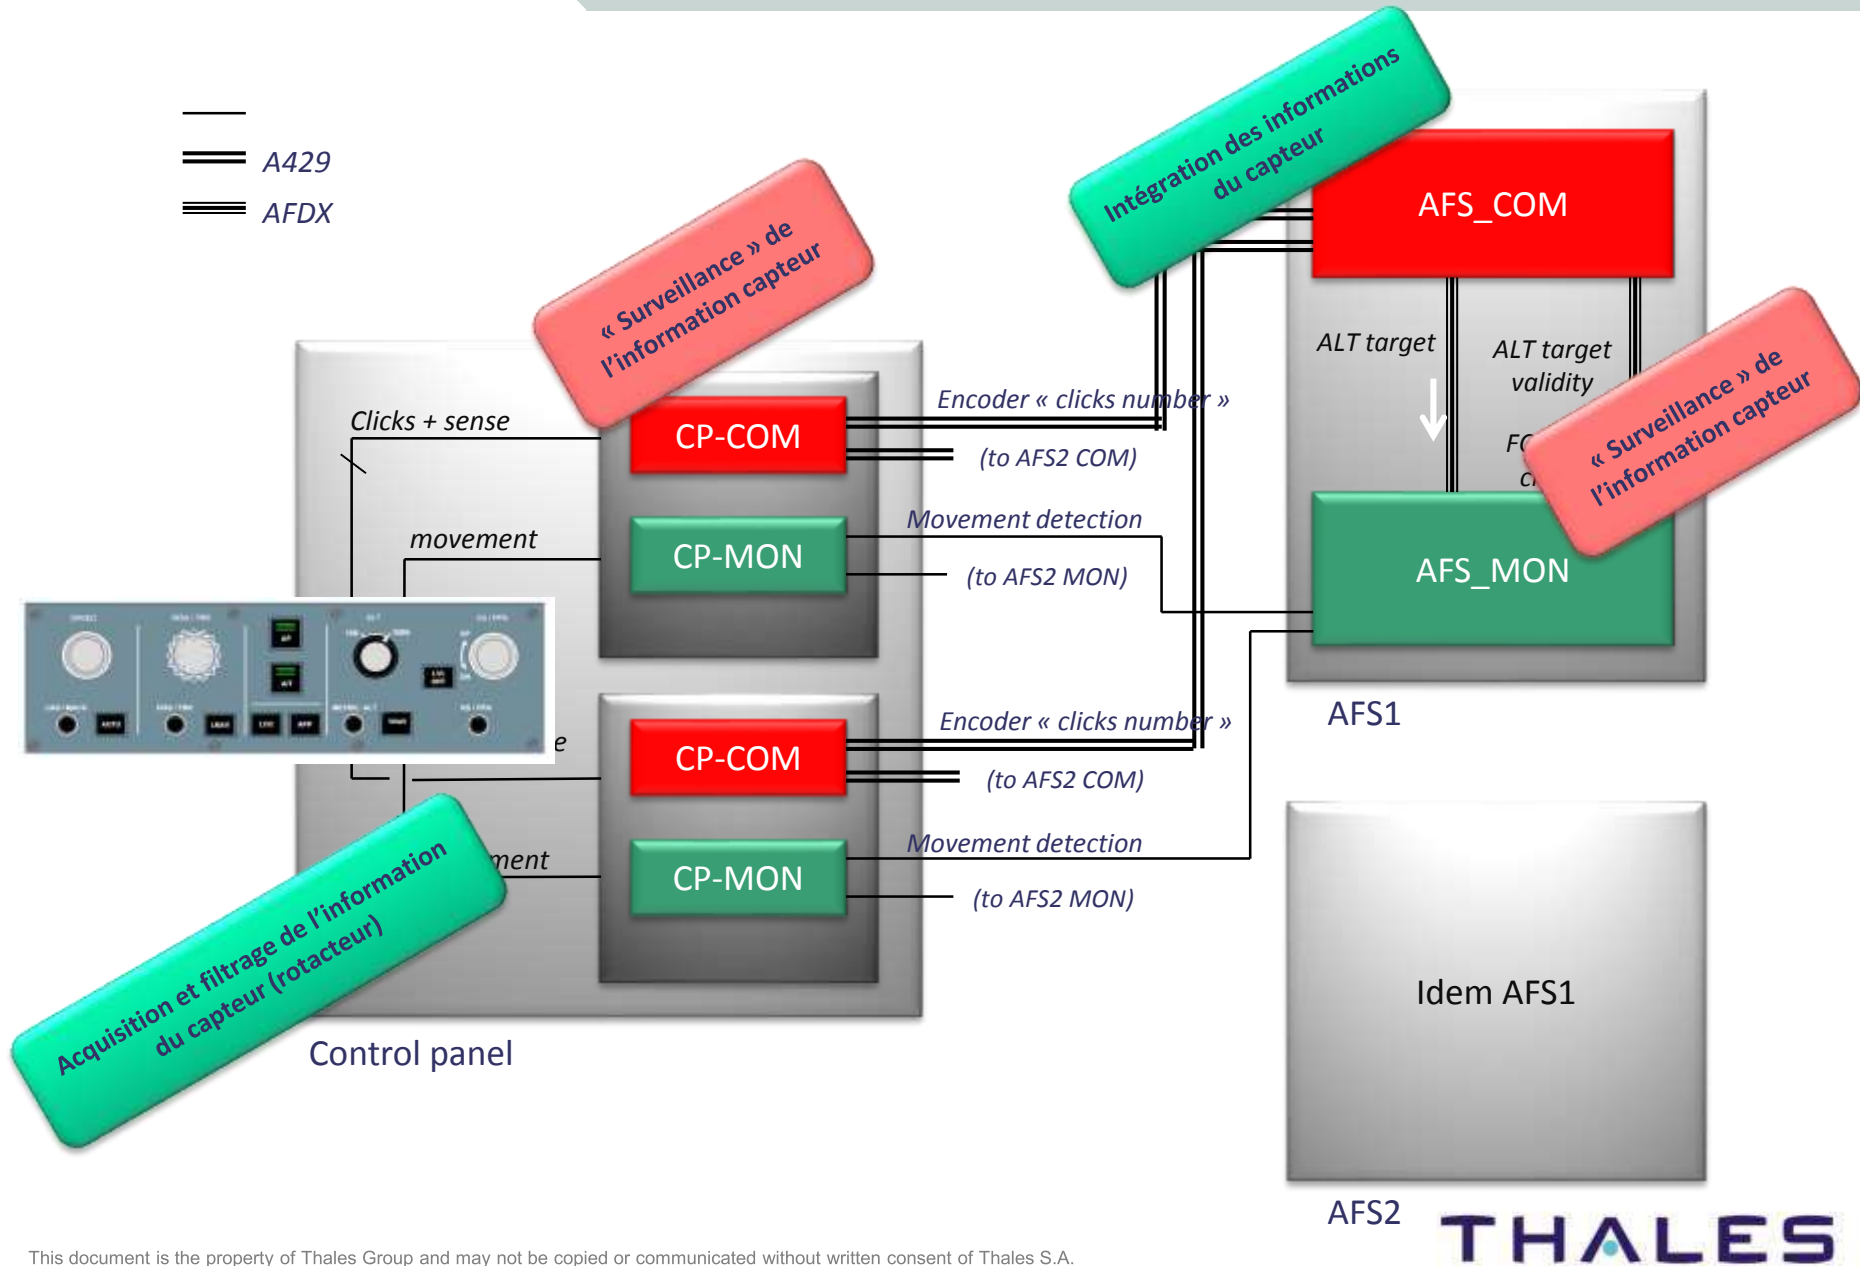 A429
AFDX
« Surveillance » de
l’information capteur
Intégration des informations
du capteur
AFS_COM
ALT target
ALT target
validity
« Surveillance » de
l’information capteur
AFS_MON
AFS1
Clicks + sense
CP-COM
Encoder « clicks number »
(to AFS2 COM)
movement
CP-MON
Movement detection
(to AFS2 MON)
CP-COM
Encoder « clicks number »
(to AFS2 COM)
CP-MON
Movement detection
(to AFS2 MON)
Acquisition et filtrage de l’information
du capteur (rotacteur)
Control panel
Idem AFS1
AFS2
THALES
This document is the property of Thales Group and may not be copied or communicated without written consent of Thales S.A.